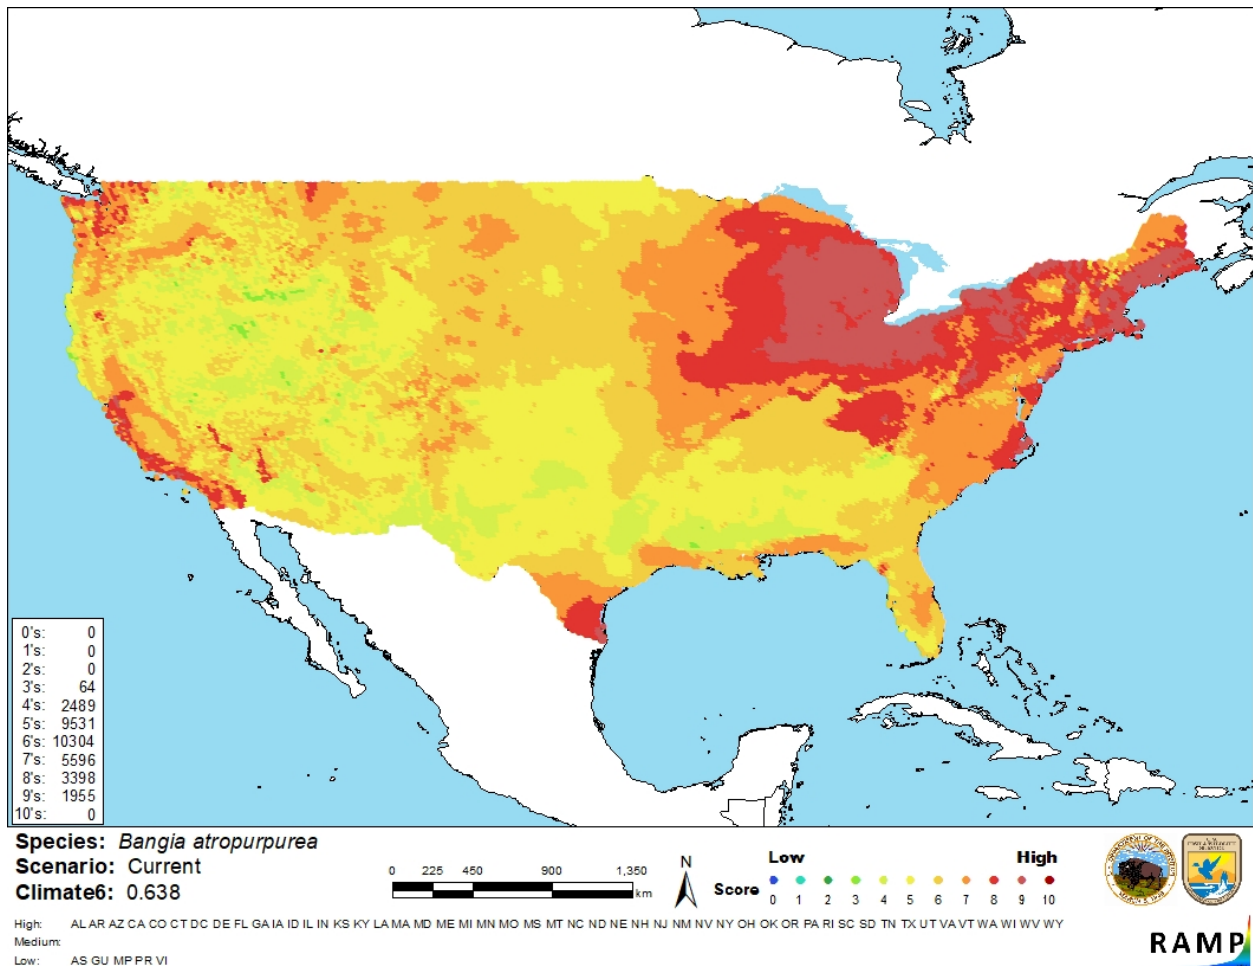 0's: 0
1's: 0
2's: 0
3's: 64
4's: 2489
5's: 9531
6's: 10304
7's: 5596
8's: 3398
9's: 1955
10's: 0
Species: Bangia atropurpurea
Scenario: Current
Climate6: 0.638
0 225 450 900 1,350
km
N
Low High
Score
0 1 2 3 4 5 6 7 8 9 10
High: AL AR AZ CA CO CT DC DE FL GA IA ID IL IN KS KY LA MA MD ME MI MN MO MS MT NC ND NE NH NJ NM NV NY OH OK OR PA RI SC SD TN TX UT VA VT WA WI WV WY
Medium:
Low: AS GU MP PR VI
RAMP